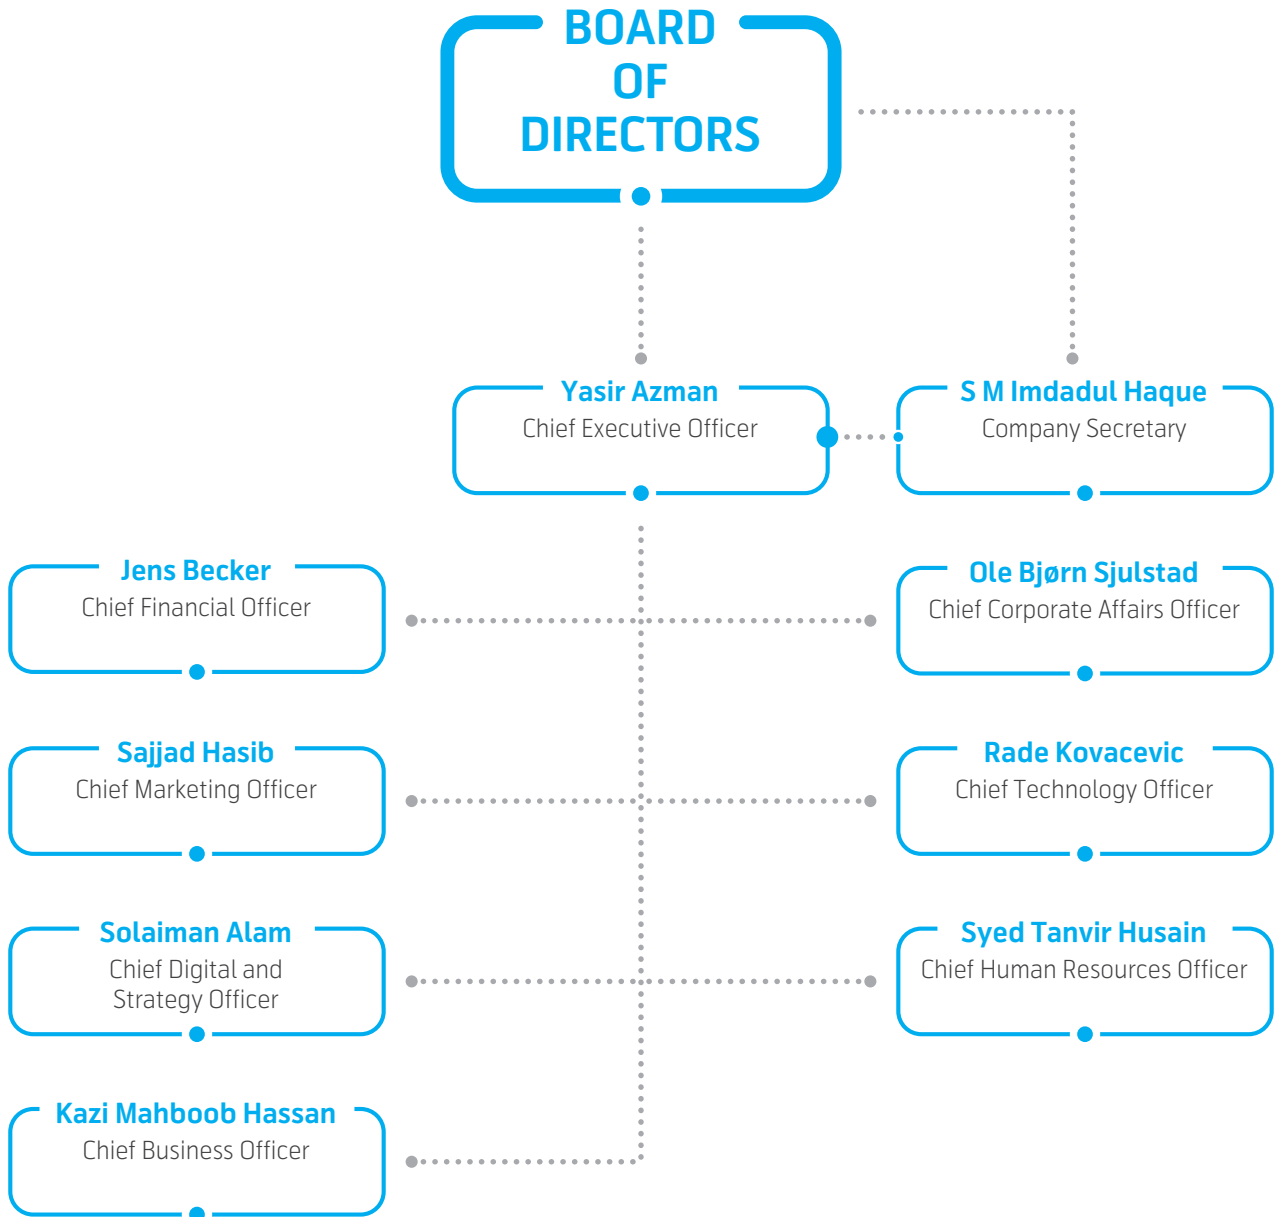 BOARD
OF
DIRECTORS
Yasir Azman
Chief Executive Officer
S M Imdadul Haque
Company Secretary
Jens Becker
Chief Financial Officer
Ole Bjørn Sjulstad
Chief Corporate Affairs Officer
Sajjad Hasib
Chief Marketing Officer
Rade Kovacevic
Chief Technology Officer
Solaiman Alam
Chief Digital and
Strategy Officer
Syed Tanvir Husain
Chief Human Resources Officer
Kazi Mahboob Hassan
Chief Business Officer